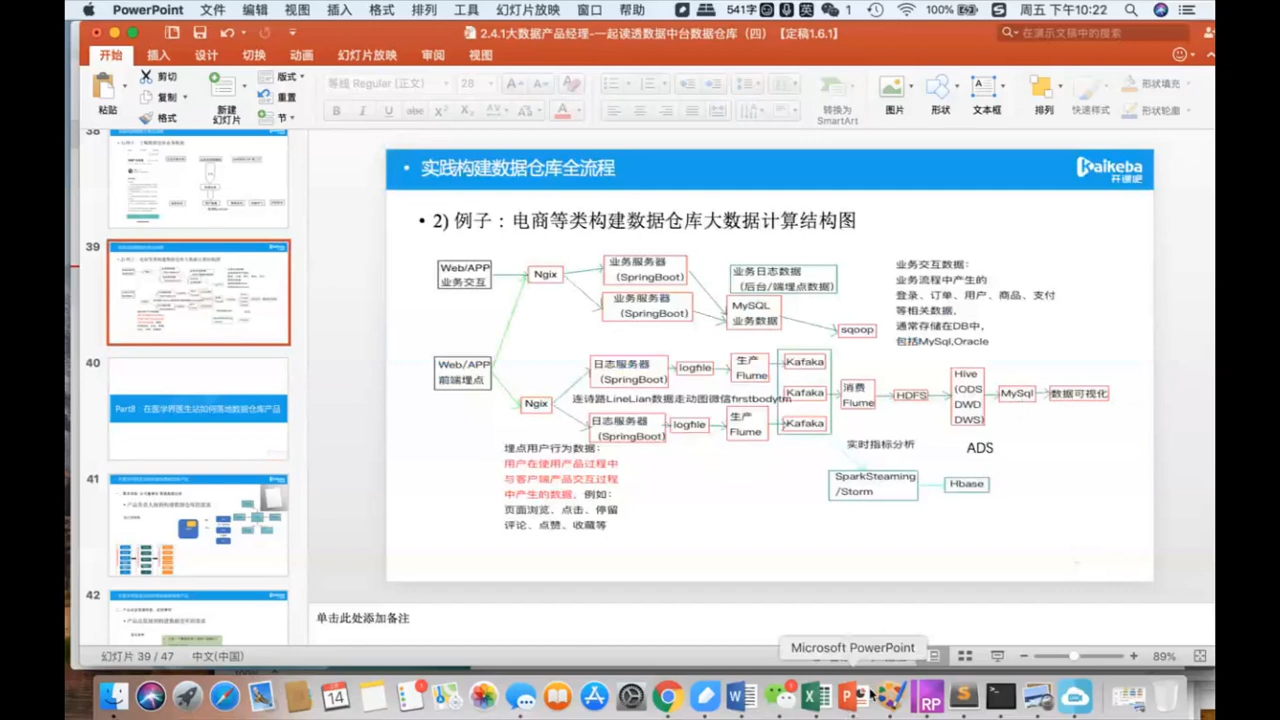 PowerPoint 文件 编辑 视图 插入 格式 排列 工具 幻灯片放映 窗口 帮助 541字 英 1 100% 周五 下午10:22
2.4.1大数据产品经理-一起读透数据中台数据仓库（四）【定稿1.6.1】
在演示文稿中的搜索
开始 插入 设计 切换 动画 幻灯片放映 审阅 视图
粘贴
剪切
复制
格式
新建
幻灯片
版式
重置
节
等线 Regular (正文) 28
转换为
SmartArt
图片
形状
文本框
排列
快速样式
形状填充
形状轮廓
38
39
40
Part8：在医学界医生站如何落地数据仓库产品
41
42
• 实践构建数据仓库全流程
Kaikeba
开课吧
• 2) 例子：电商等类构建数据仓库大数据计算结构图
Web/APP
业务交互
Ngix
业务服务器
（SpringBoot）
业务服务器
（SpringBoot）
业务日志数据
（后台/端埋点数据）
MySQL
业务数据
sqoop
业务交互数据：
业务流程中产生的
登录、订单、用户、商品、支付
等相关数据，
通常存储在DB中，
包括MySql,Oracle
Web/APP
前端埋点
Ngix
日志服务器
（SpringBoot）
logfile
生产
Flume
Kafaka
连诗路LineLian数据走动图微信firstbodytm
Kafaka
日志服务器
（SpringBoot）
logfile
生产
Flume
Kafaka
消费
Flume
HDFS
Hive
(ODS
DWD
DWS)
MySql
数据可视化
ADS
实时指标分析
SparkSteaming
/Storm
Hbase
埋点用户行为数据：
用户在使用产品过程中
与客户端产品交互过程
中产生的数据，例如：
页面浏览、点击、停留
评论、点赞、收藏等
单击此处添加备注
Microsoft PowerPoint
幻灯片 39 / 47 中文(中国)
89%